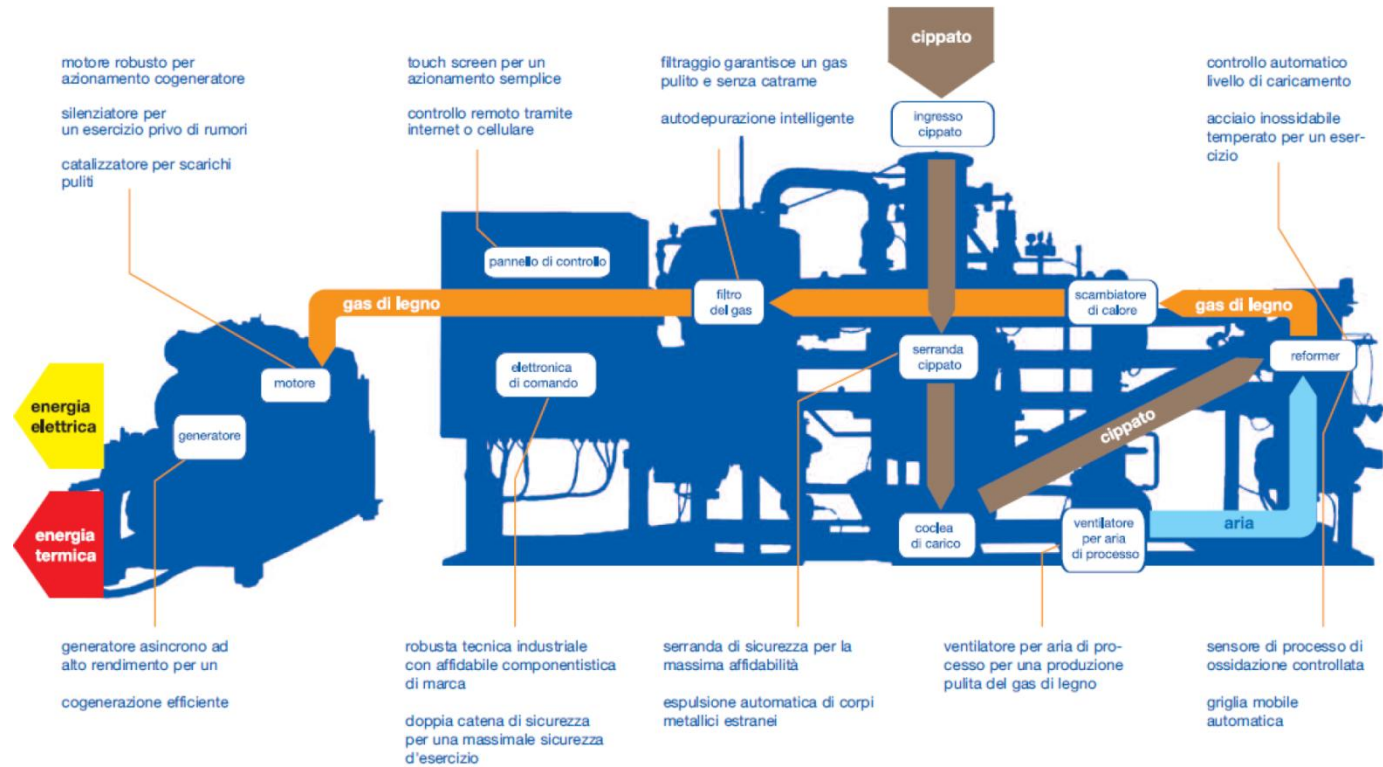 cippato
motore robusto per
azionamento cogeneratore
silenziatore per
un esercizio privo di rumori
catalizzatore per scarichi
puliti
touch screen per un
azionamento semplice
controllo remoto tramite
internet o cellulare
filtraggio garantisce un gas
pulito e senza catrame
autodepurazione intelligente
ingresso
cippato
controllo automatico
livello di caricamento
acciaio inossidabile
temperato per un eser-
cizio
pannello di controllo
gas di legno
filtro
del gas
scambiatore
di calore
gas di legno
serranda
cippato
reformer
motore
elettronica
di comando
energia
elettrica
generatore
cippato
energia
termica
coclea
di carico
ventilatore
per aria
di processo
aria
generatore asincrono ad
alto rendimento per un
cogenerazione efficiente
robusta tecnica industriale
con affidabile componentistica
di marca
doppia catena di sicurezza
per una massimale sicurezza
d'esercizio
serranda di sicurezza per la
massima affidabilità
espulsione automatica di corpi
metallici estranei
ventilatore per aria di pro-
cesso per una produzione
pulita del gas di legno
sensore di processo di
ossidazione controllata
griglia mobile
automatica